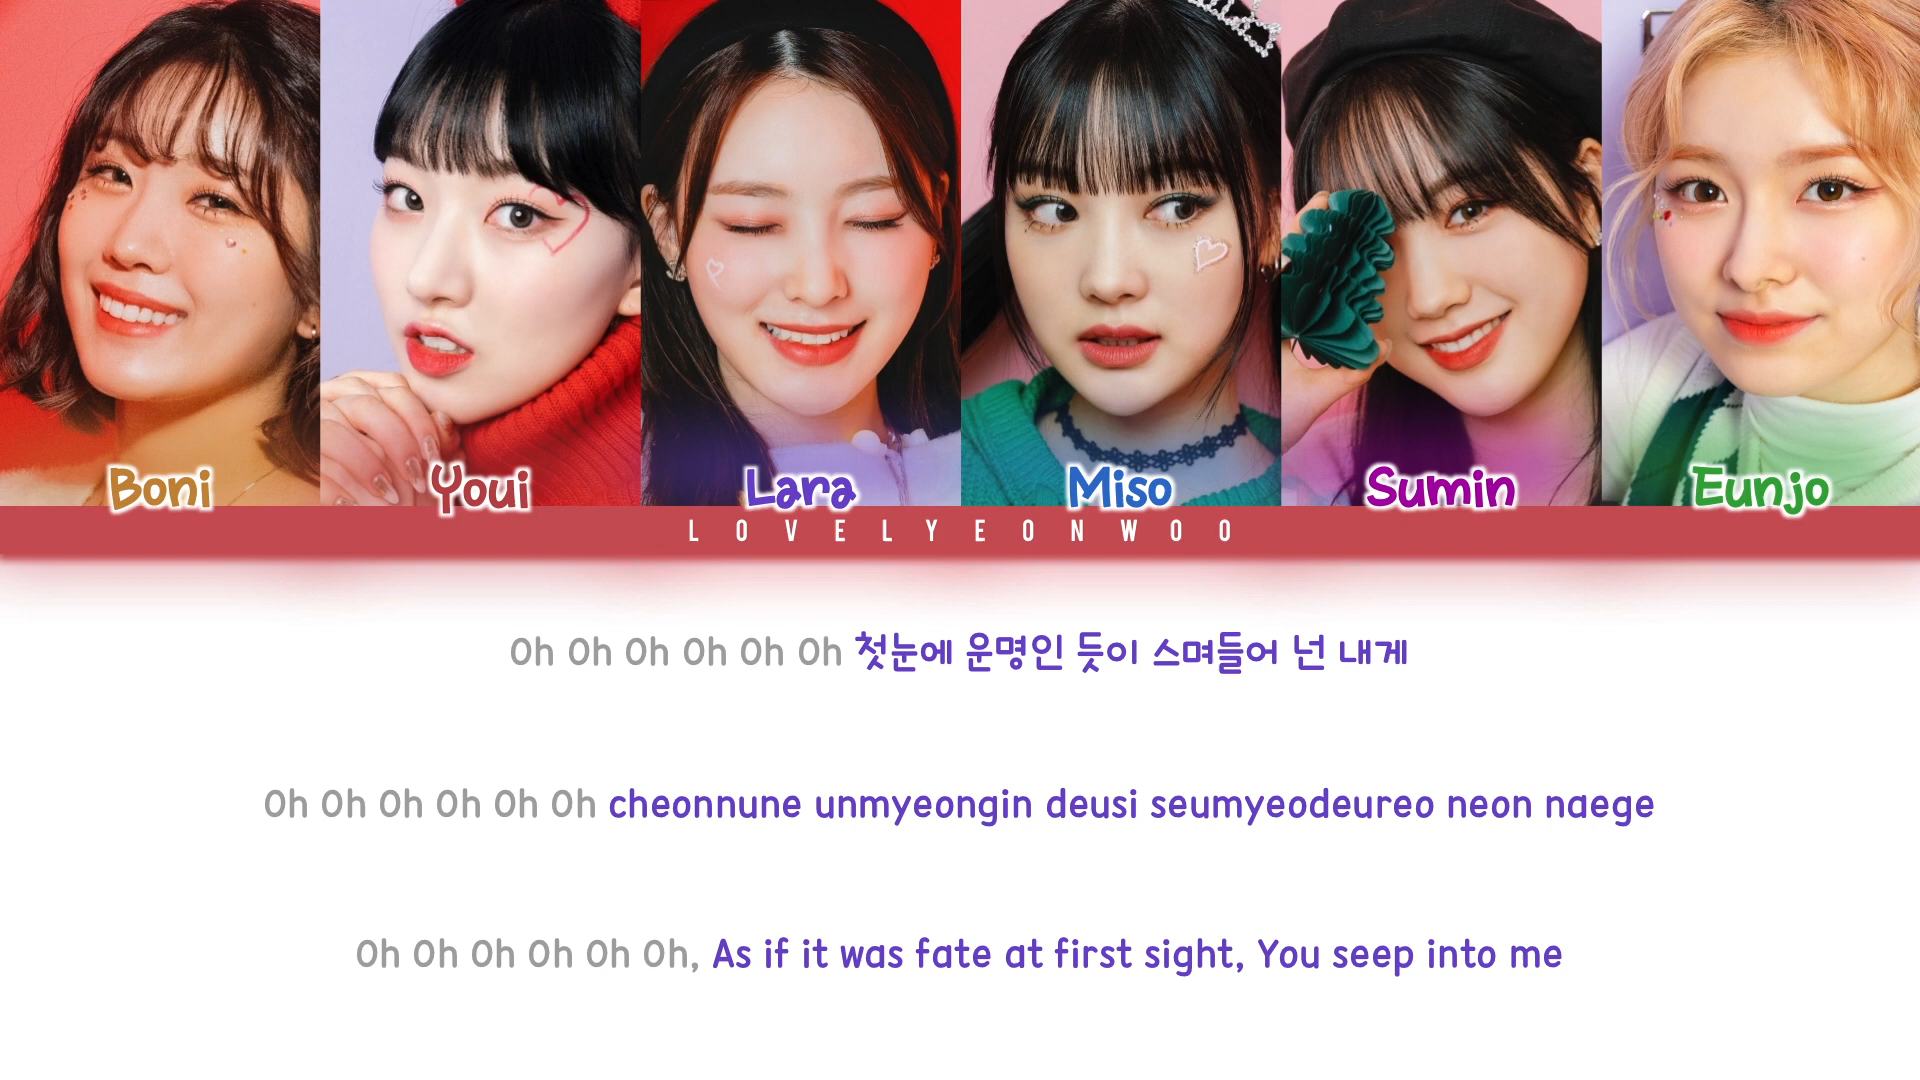 Boni Youi Lara Miso Sumin Eunjo
LOVELYEONWOO
Oh Oh Oh Oh Oh Oh 첫눈에 운명인 듯이 스며들어 넌 내게
Oh Oh Oh Oh Oh Oh cheonnune unmyeongin deusi seumyeodeureo neon naege
Oh Oh Oh Oh Oh Oh, As if it was fate at first sight, You seep into me